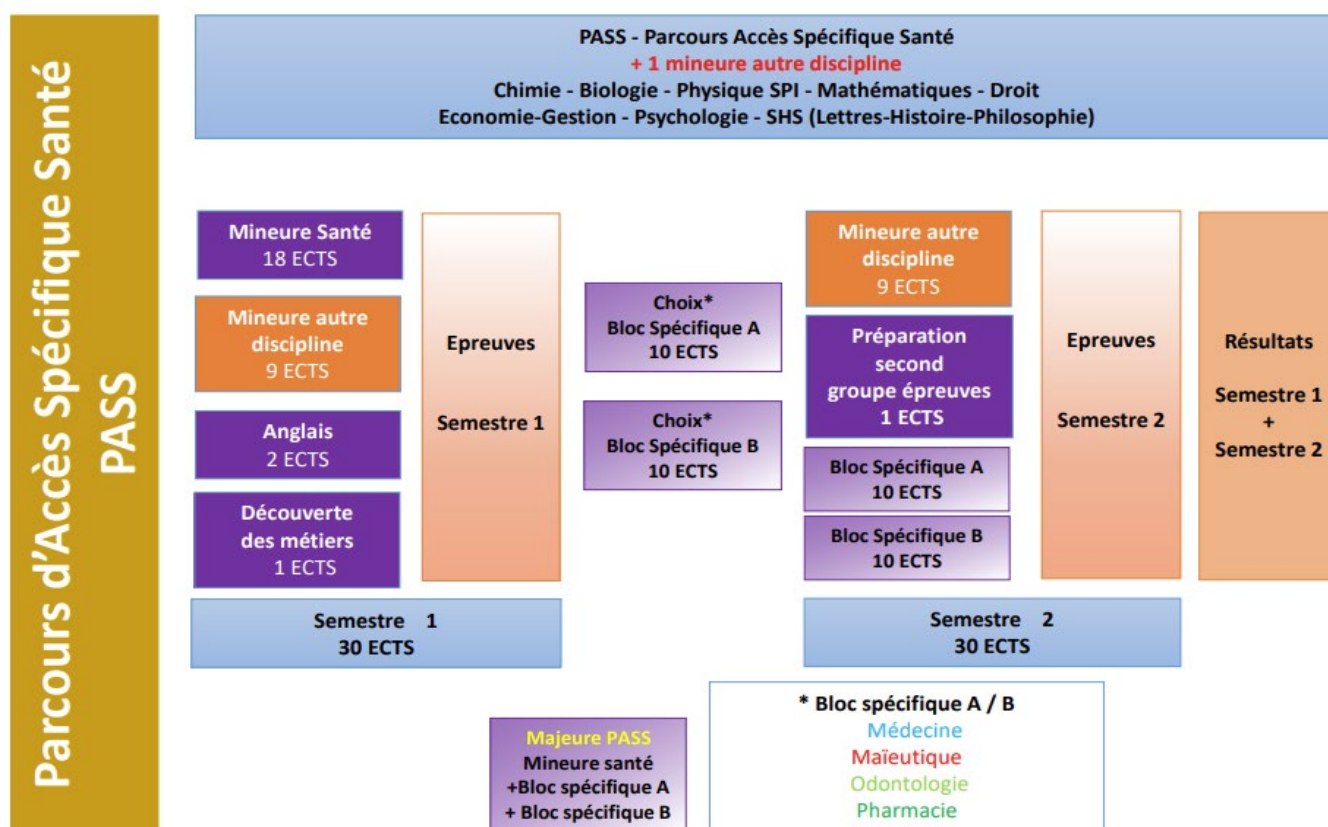 Parcours d'Accès Spécifique Santé
PASS
PASS - Parcours Accès Spécifique Santé
+ 1 mineure autre discipline
Chimie - Biologie - Physique SPI - Mathématiques - Droit
Economie-Gestion - Psychologie - SHS (Lettres-Histoire-Philosophie)
Mineure Santé
18 ECTS
Mineure autre
discipline
9 ECTS
Anglais
2 ECTS
Découverte
des métiers
1 ECTS
Epreuves
Semestre 1
Semestre 1
30 ECTS
Choix*
Bloc Spécifique A
10 ECTS
Choix*
Bloc Spécifique B
10 ECTS
Mineure autre
discipline
9 ECTS
Préparation
second
groupe épreuves
1 ECTS
Bloc Spécifique A
10 ECTS
Bloc Spécifique B
10 ECTS
Epreuves
Semestre 2
Semestre 2
30 ECTS
Résultats
Semestre 1
+
Semestre 2
Majeure PASS
Mineure santé
+Bloc spécifique A
+ Bloc spécifique B
* Bloc spécifique A / B
Médecine
Maïeutique
Odontologie
Pharmacie